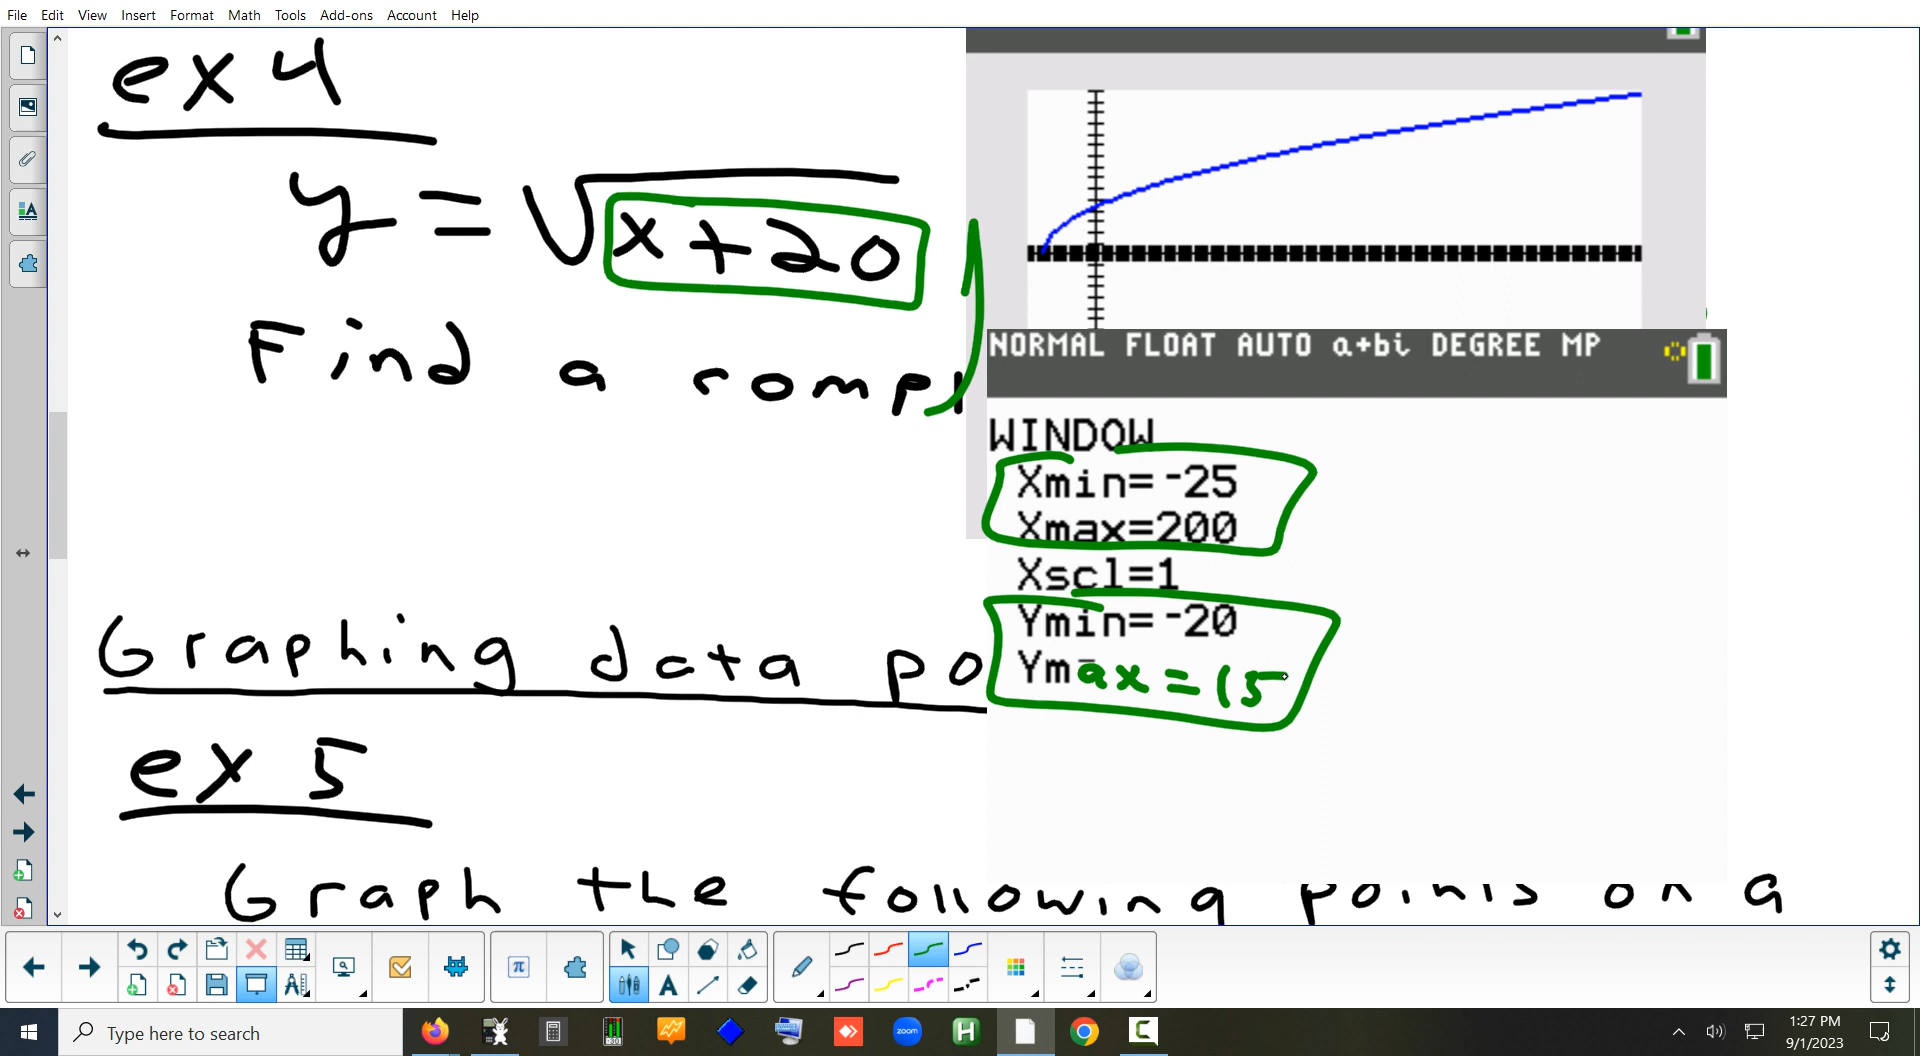 File Edit View Insert Format Math Tools Add-ons Account Help
ex 4
y = √x+20
Find a compl
NORMAL FLOAT AUTO a+bi DEGREE MP
WINDOW
Xmin=-25
Xmax=200
Xscl=1
Ymin=-20
Ymax=15
Graphing data po
ex 5
Graph the following points on a
π
A
zoom
H
Type here to search
1:27 PM
9/1/2023